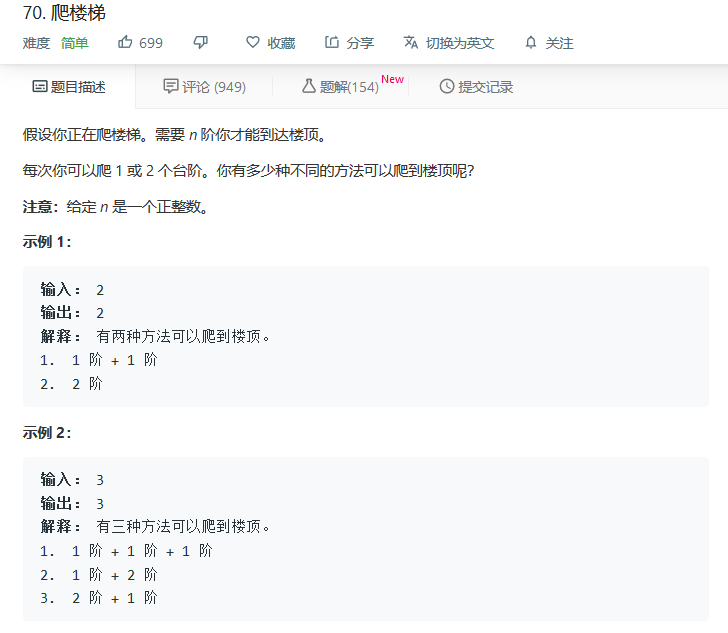 70. 爬楼梯
难度 简单 699 收藏 分享 切换为英文 关注
题目描述 评论 (949) 题解(154) New 提交记录
假设你正在爬楼梯。需要 n 阶你才能到达楼顶。
每次你可以爬 1 或 2 个台阶。你有多少种不同的方法可以爬到楼顶呢?
注意：给定 n 是一个正整数。
示例 1：
输入： 2
输出： 2
解释： 有两种方法可以爬到楼顶。
1. 1 阶 + 1 阶
2. 2 阶
示例 2：
输入： 3
输出： 3
解释： 有三种方法可以爬到楼顶。
1. 1 阶 + 1 阶 + 1 阶
2. 1 阶 + 2 阶
3. 2 阶 + 1 阶